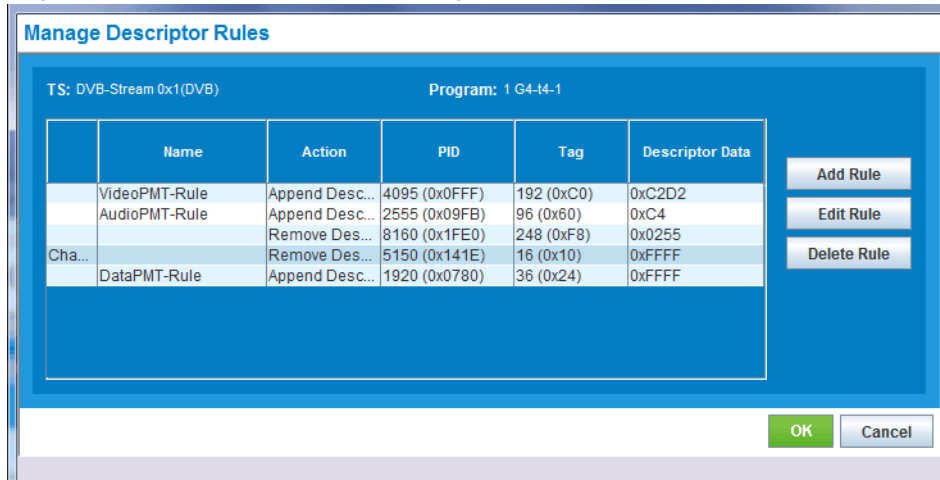 Manage Descriptor Rules
TS: DVB-Stream 0x1(DVB) Program: 1 G4-t4-1
Name Action PID Tag Descriptor Data
VideoPMT-Rule Append Desc... 4095 (0x0FFF) 192 (0xC0) 0xC2D2
AudioPMT-Rule Append Desc... 2555 (0x09FB) 96 (0x60) 0xC4
Remove Des... 8160 (0x1FE0) 248 (0xF8) 0x0255
Cha... Remove Des... 5150 (0x141E) 16 (0x10) 0xFFFF
DataPMT-Rule Append Desc... 1920 (0x0780) 36 (0x24) 0xFFFF
Add Rule
Edit Rule
Delete Rule
OK Cancel